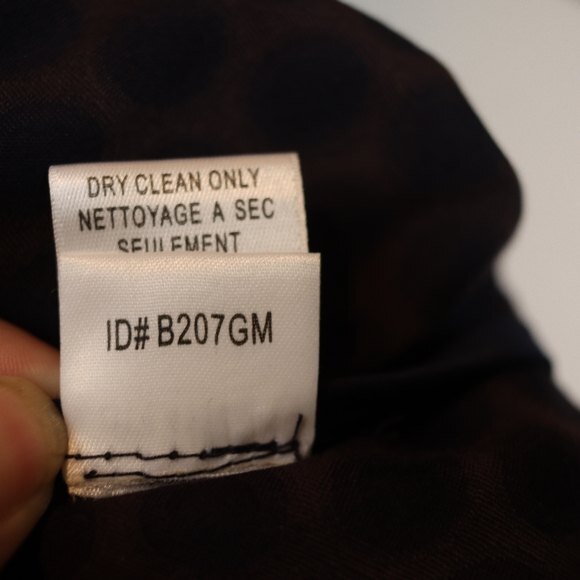 DRY CLEAN ONLY
NETTOYAGE A SEC
SEULEMENT
ID# B207GM